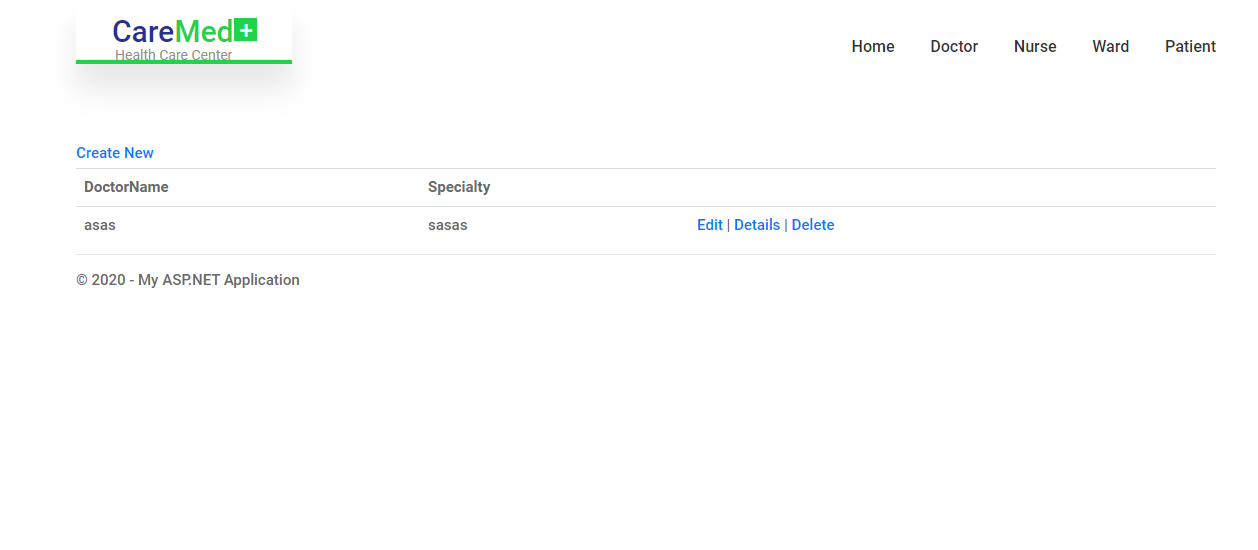 CareMed+
Health Care Center
Home Doctor Nurse Ward Patient
Create New
DoctorName Specialty
asas sasas Edit | Details | Delete
© 2020 - My ASP.NET Application